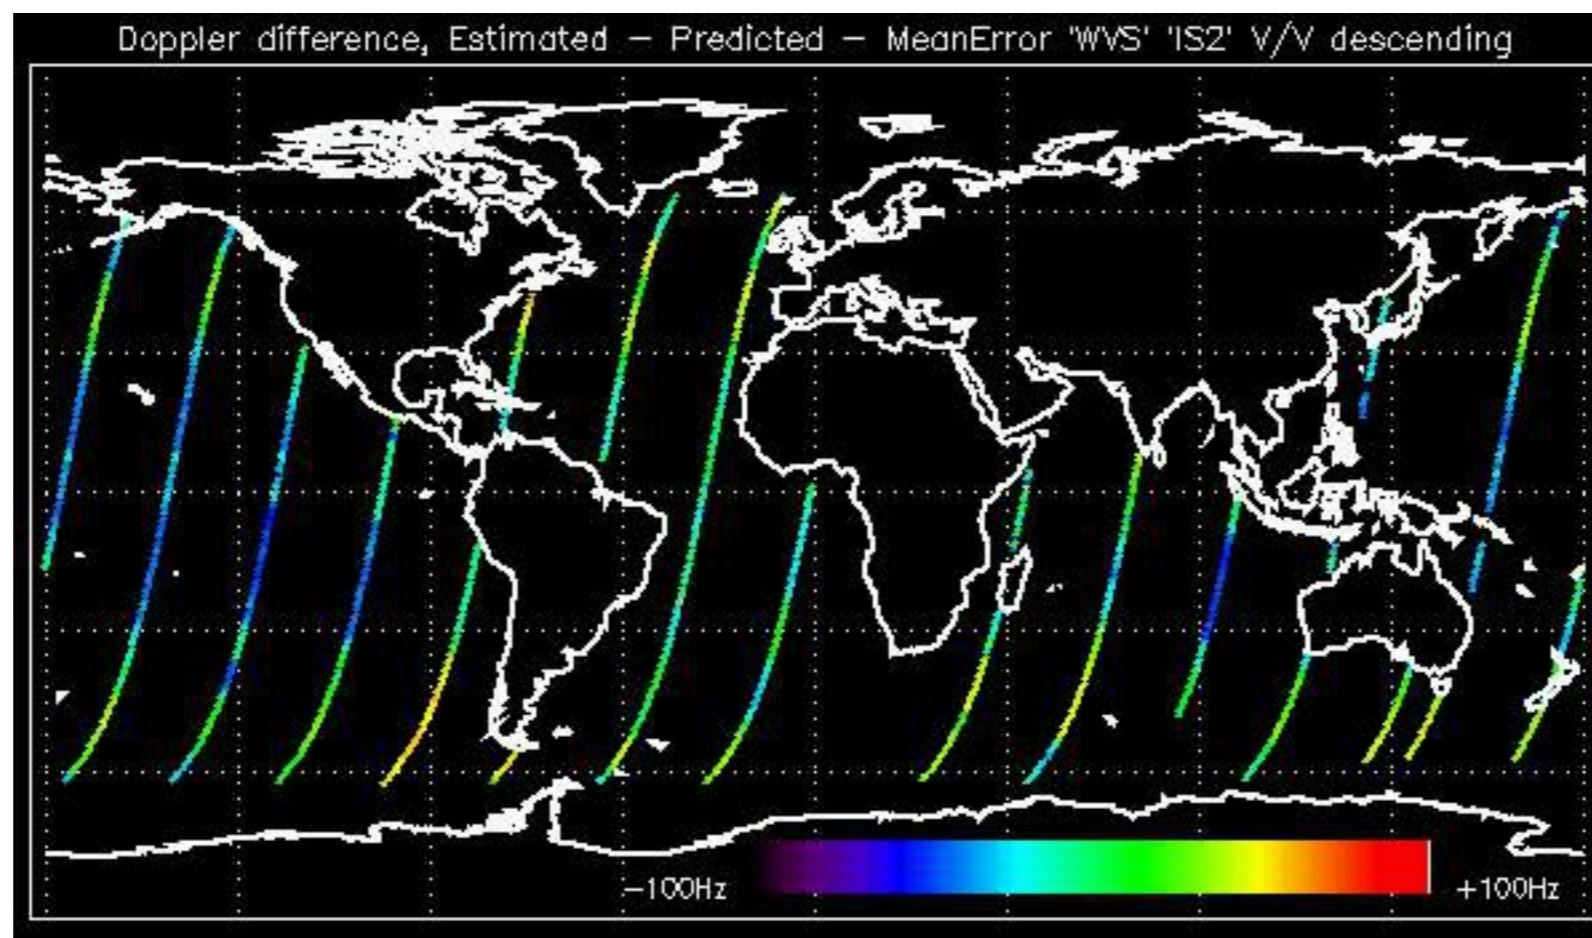 Doppler difference, Estimated - Predicted - MeanError 'WVS' 'IS2' V/V descending
-100Hz +100Hz